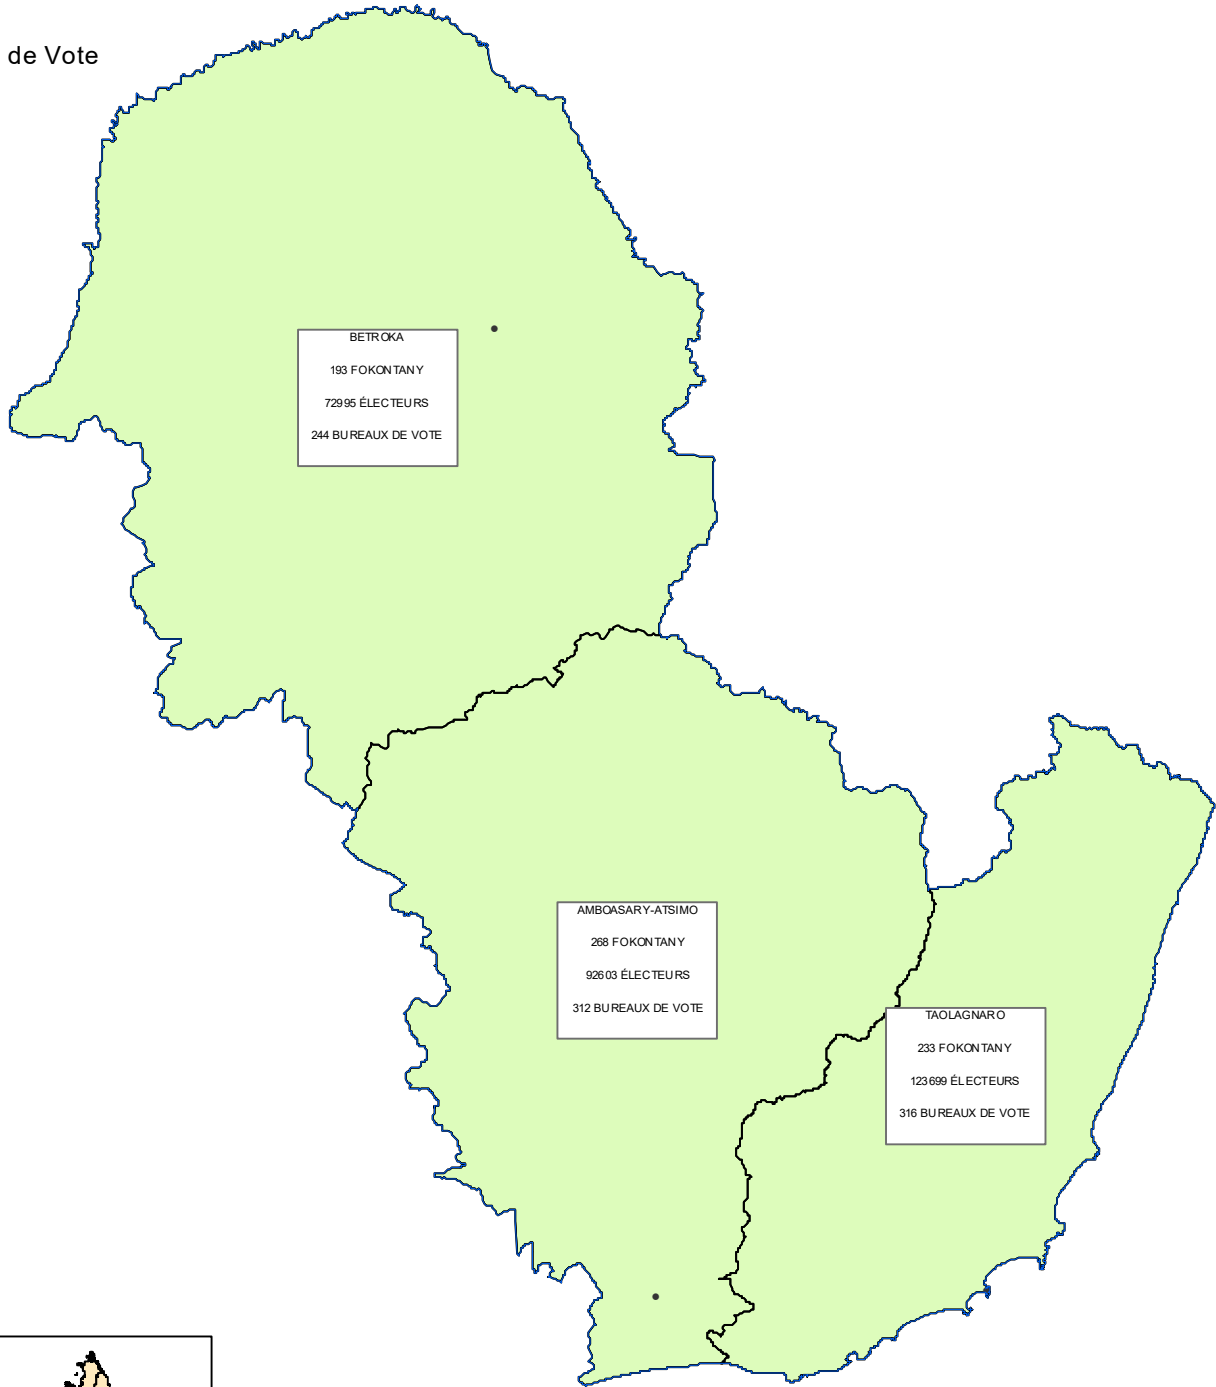 de Vote
BETROKA
193 FOKONTANY
72995 ÉLECTEURS
244 BUREAUX DE VOTE
AMBOASARY-ATSIMO
268 FOKONTANY
92603 ÉLECTEURS
312 BUREAUX DE VOTE
TAOLAGNARO
233 FOKONTANY
123699 ÉLECTEURS
316 BUREAUX DE VOTE